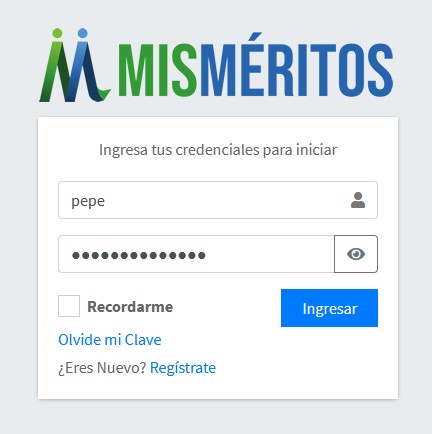 MISMÉRITOS
Ingresa tus credenciales para iniciar
pepe
••••••••••••••
Recordarme
Ingresar
Olvide mi Clave
¿Eres Nuevo? Regístrate